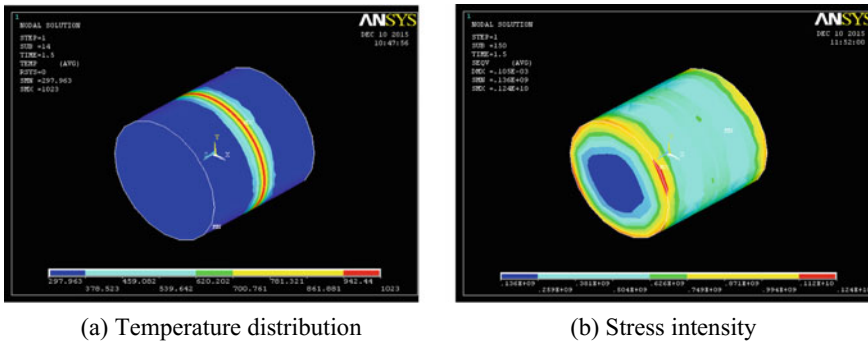 1
NODAL SOLUTION
STEP=1
SUB =14
TIME=1.5
TEMP (AVG)
RSYS=0
SMN =297.963
SMX =1023
ANSYS
DEC 10 2015
10:47:56
Y
X
MN
297.963 459.082 620.202 781.321 942.44
378.523 539.642 700.761 861.881 1023
(a) Temperature distribution
1
NODAL SOLUTION
STEP=1
SUB =150
TIME=1.5
SEQV (AVG)
DMX =.105E-03
SMN =.136E+09
SMX =.124E+10
ANSYS
DEC 10 2015
11:52:00
MN
.136E+09 .381E+09 .626E+09 .871E+09 .112E+10
.259E+09 .504E+09 .749E+09 .994E+09 .124E+10
(b) Stress intensity